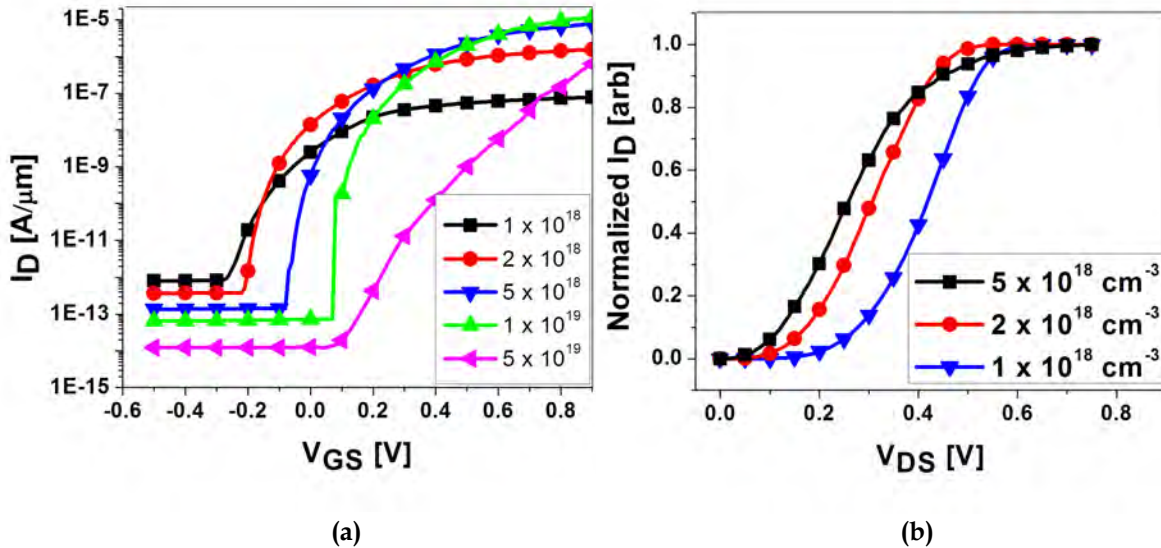 1E-5
1E-7
1E-9
1E-11
1E-13
1E-15
I_D [A/μm]
-0.6 -0.4 -0.2 0.0 0.2 0.4 0.6 0.8
V_GS [V]
1 x 10^18
2 x 10^18
5 x 10^18
1 x 10^19
5 x 10^19
(a)
1.0
0.8
0.6
0.4
0.2
0.0
Normalized I_D [arb]
0.0 0.2 0.4 0.6 0.8
V_DS [V]
5 x 10^18 cm^-3
2 x 10^18 cm^-3
1 x 10^18 cm^-3
(b)